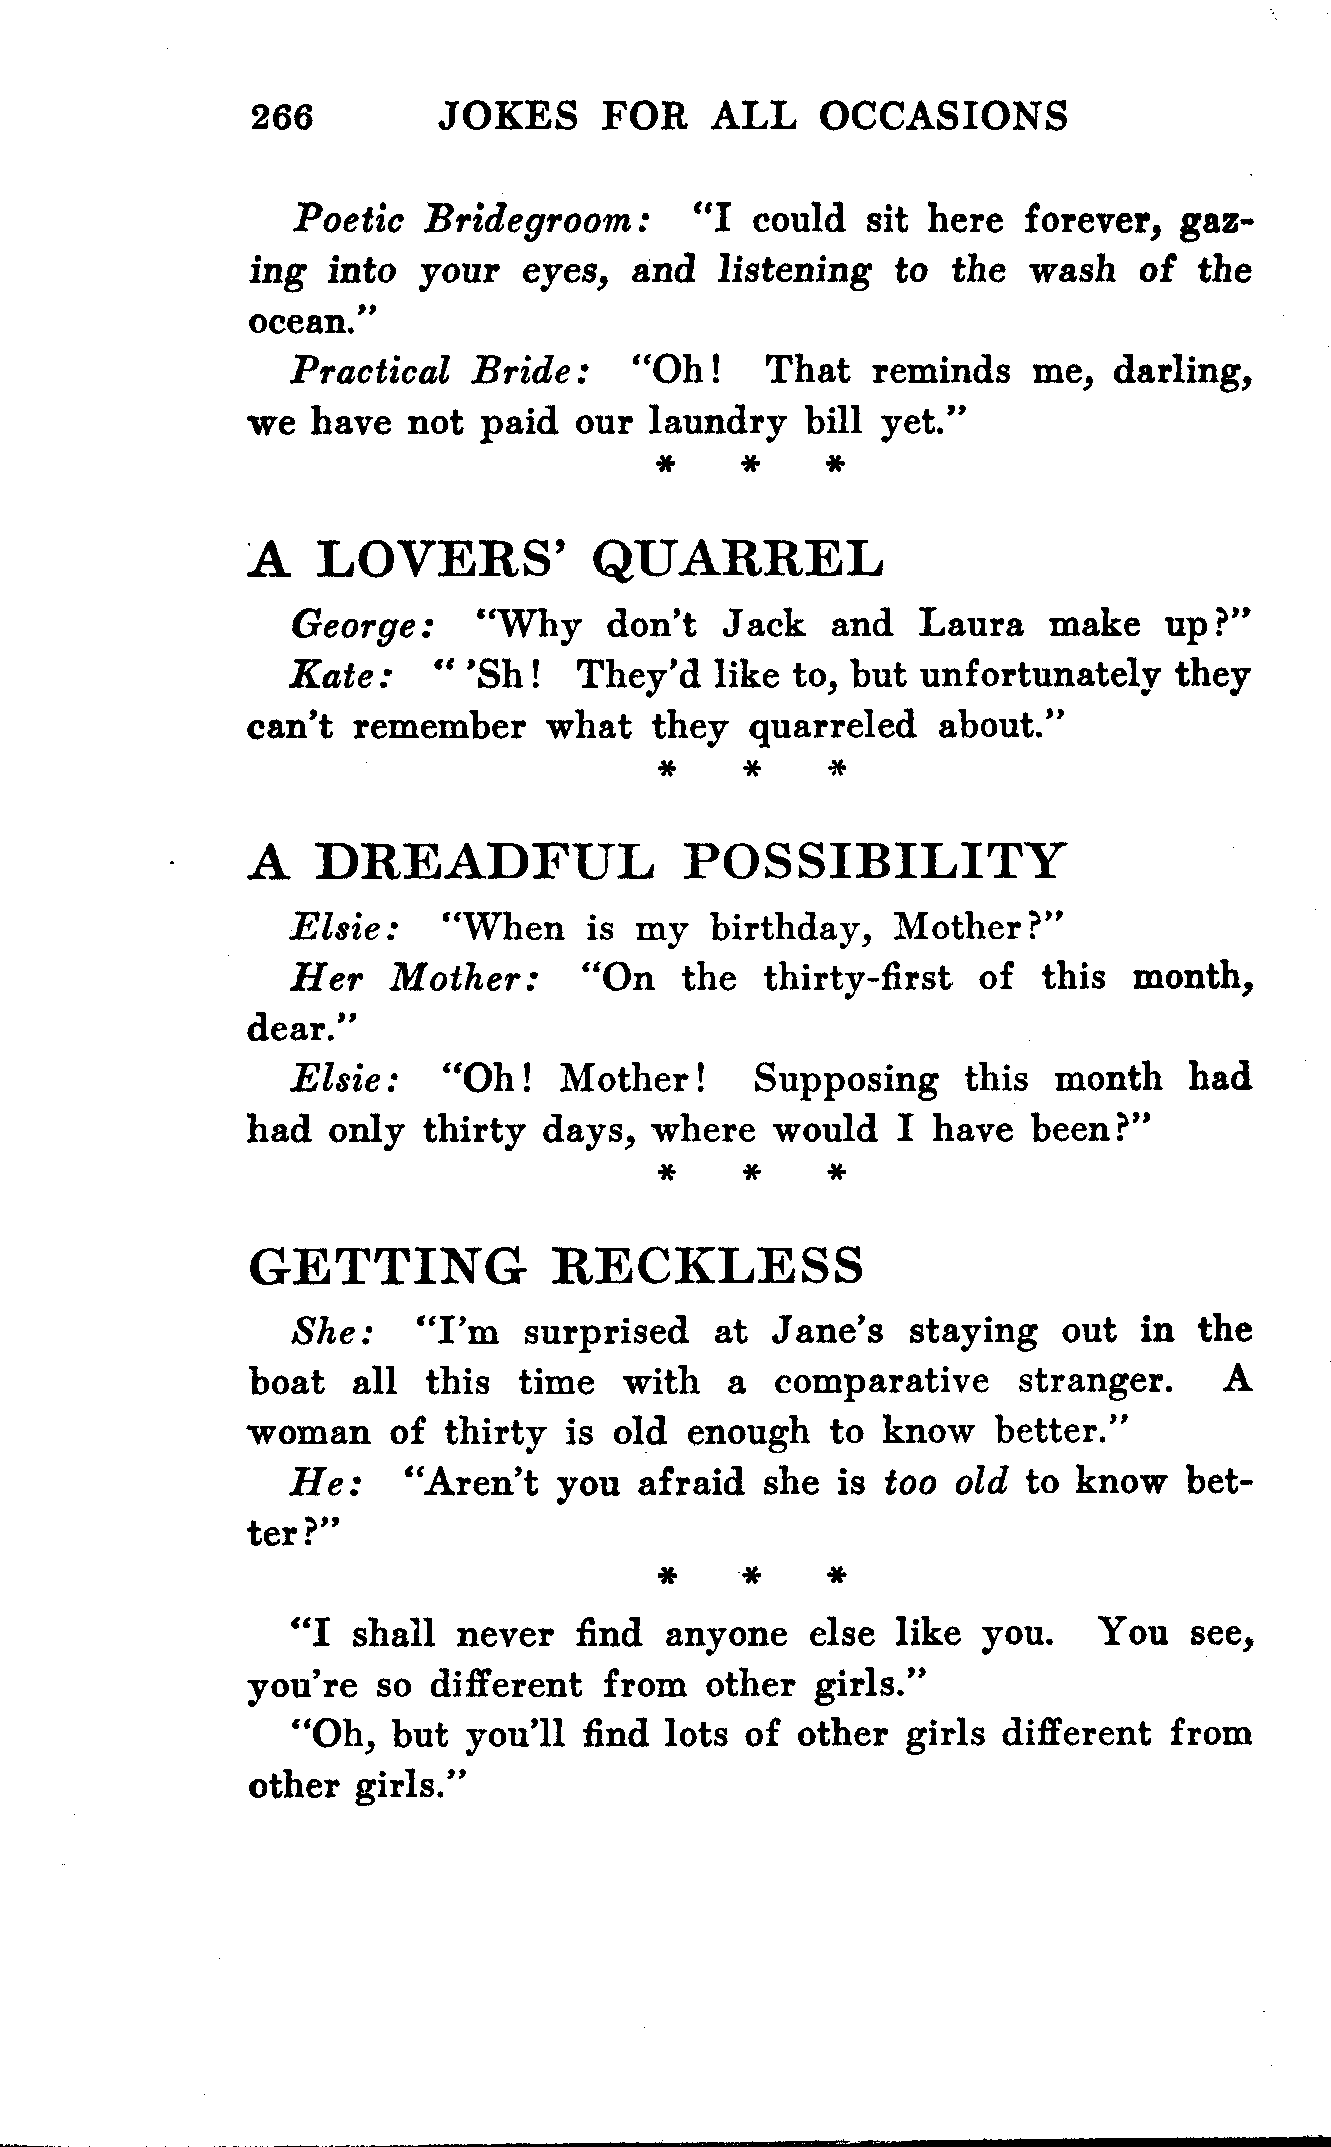 266 JOKES FOR ALL OCCASIONS
Poetic Bridegroom: "I could sit here forever, gaz-
ing into your eyes, and listening to the wash of the
ocean."
Practical Bride: "Oh! That reminds me, darling,
we have not paid our laundry bill yet."
* * *
A LOVERS' QUARREL
George: "Why don't Jack and Laura make up?"
Kate: " 'Sh! They'd like to, but unfortunately they
can't remember what they quarreled about."
* * *
A DREADFUL POSSIBILITY
Elsie: "When is my birthday, Mother?"
Her Mother: "On the thirty-first of this month,
dear."
Elsie: "Oh! Mother! Supposing this month had
had only thirty days, where would I have been?"
* * *
GETTING RECKLESS
She: "I'm surprised at Jane's staying out in the
boat all this time with a comparative stranger. A
woman of thirty is old enough to know better."
He: "Aren't you afraid she is too old to know bet-
ter?"
* * *
"I shall never find anyone else like you. You see,
you're so different from other girls."
"Oh, but you'll find lots of other girls different from
other girls."